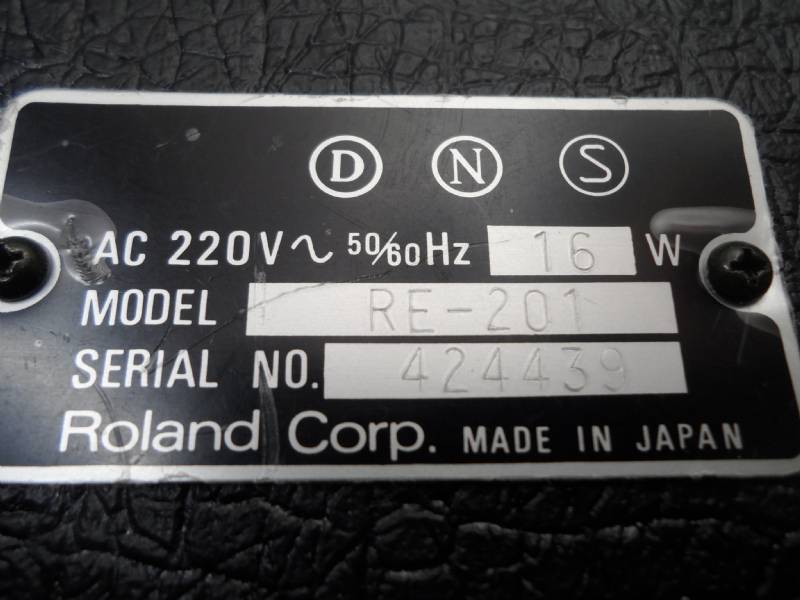 D N S
AC 220V~ 50/60Hz 16 W
MODEL RE-201
SERIAL NO. 424439
Roland Corp. MADE IN JAPAN